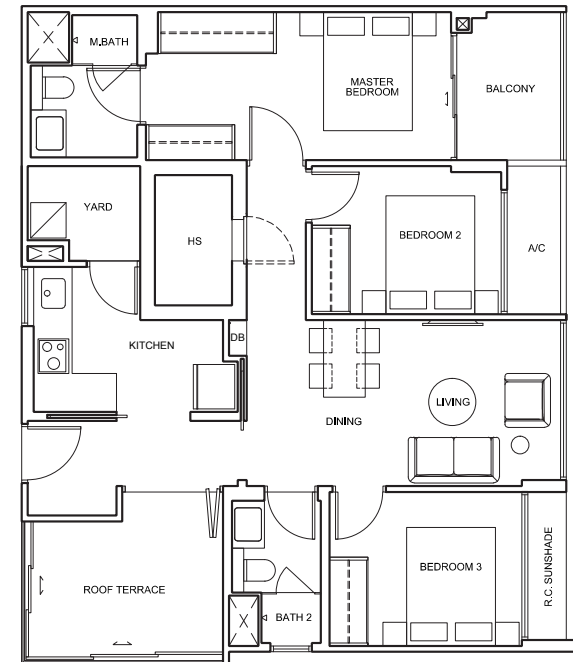 M.BATH
MASTER
BEDROOM
BALCONY
YARD
HS
BEDROOM 2
A/C
KITCHEN
DB
DINING
LIVING
ROOF TERRACE
BATH 2
BEDROOM 3
R.C. SUNSHADE